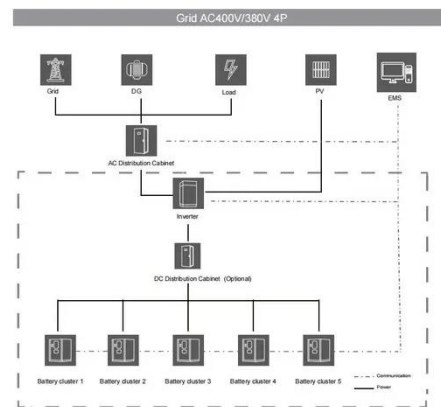 Grid AC400V/380V 4P
Grid
DG
Load
PV
EMS
AC Distribution Cabinet
Inverter
DC Distribution Cabinet (Optional)
Battery cluster 1
Battery cluster 2
Battery cluster 3
Battery cluster 4
Battery cluster 5
Communication
Power